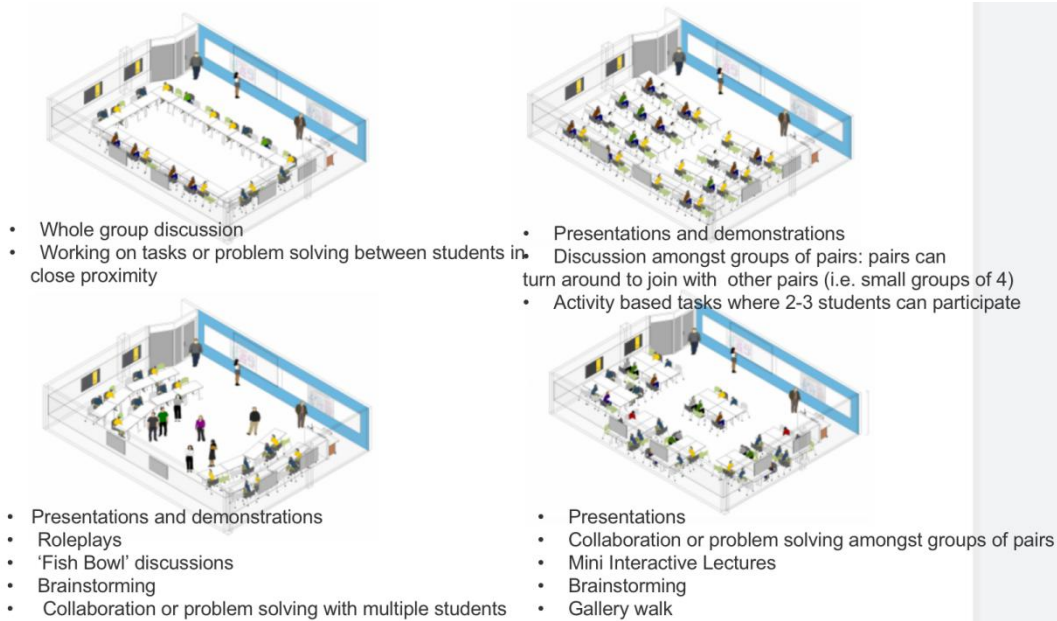 • Whole group discussion
• Working on tasks or problem solving between students in
close proximity
• Presentations and demonstrations
• Discussion amongst groups of pairs: pairs can
turn around to join with other pairs (i.e. small groups of 4)
• Activity based tasks where 2-3 students can participate
• Presentations and demonstrations
• Roleplays
• ‘Fish Bowl’ discussions
• Brainstorming
• Collaboration or problem solving with multiple students
• Presentations
• Collaboration or problem solving amongst groups of pairs
• Mini Interactive Lectures
• Brainstorming
• Gallery walk